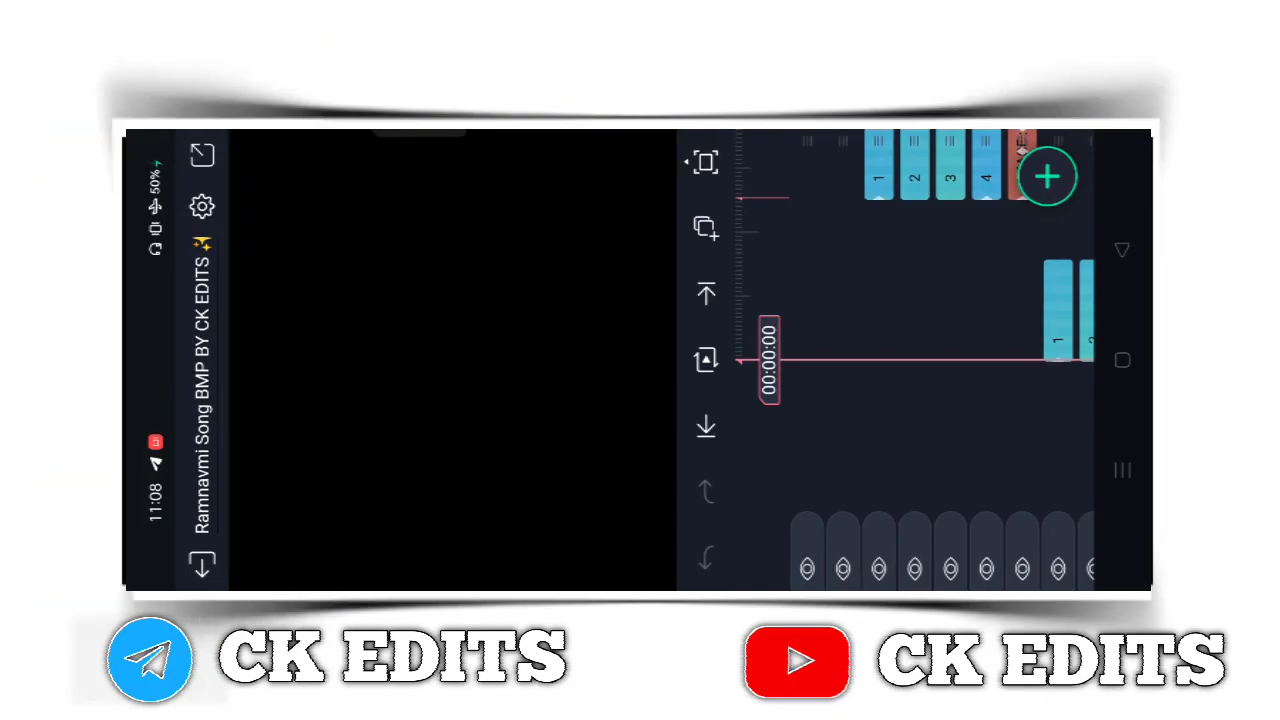 11:08
50%
Ramnavmi Song BMP BY CK EDITS ✨
00:00:00
1
2
3
4
1
CK EDITS
CK EDITS